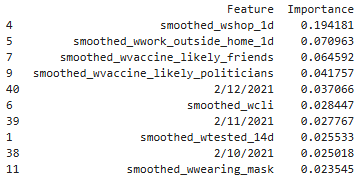 Feature Importance
4 smoothed_wshop_1d 0.194181
5 smoothed_wwork_outside_home_1d 0.070963
7 smoothed_wvaccine_likely_friends 0.064592
9 smoothed_wvaccine_likely_politicians 0.041757
40 2/12/2021 0.037066
6 smoothed_wcli 0.028447
39 2/11/2021 0.027767
1 smoothed_wtested_14d 0.025533
38 2/10/2021 0.025018
11 smoothed_wwearing_mask 0.023545